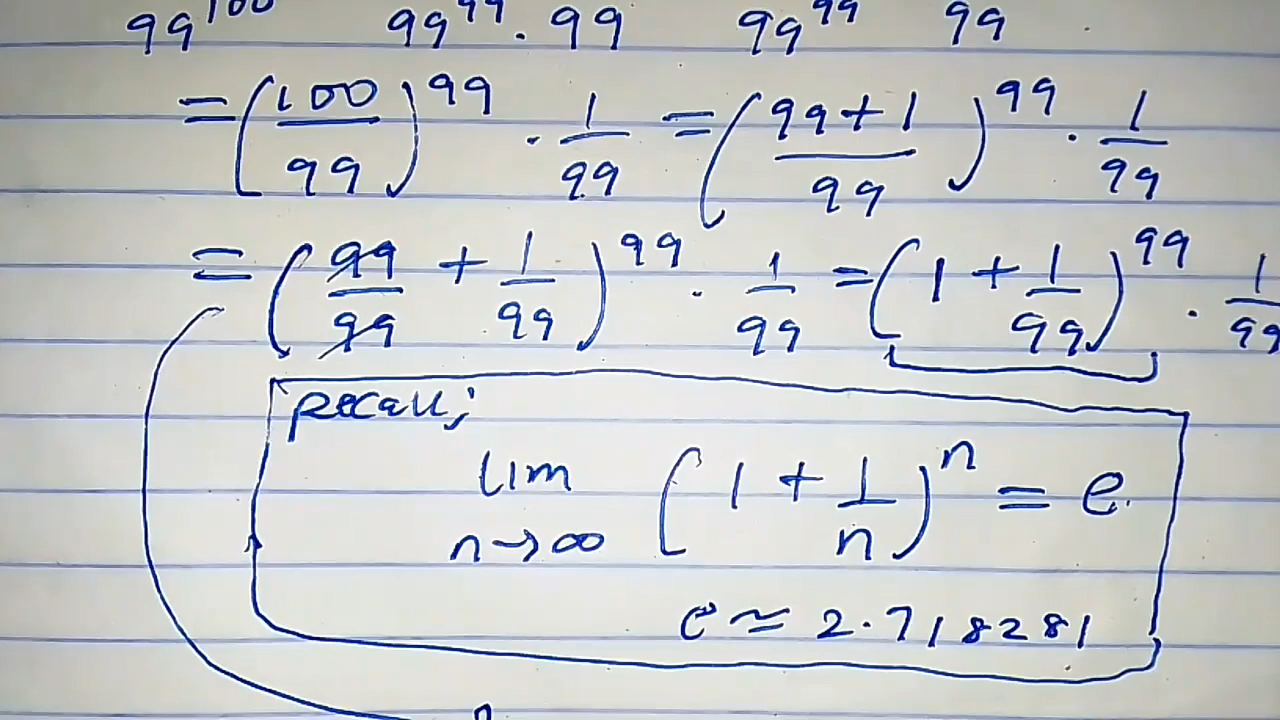 99^100 99^99 . 99 99^99 99
= (100/99)^99 . 1/99 = (99+1/99)^99 . 1/99
= (99/99 + 1/99)^99 . 1/99 = (1 + 1/99)^99 . 1/99
recall;
lim n→∞ (1 + 1/n)^n = e.
e ≈ 2.718281